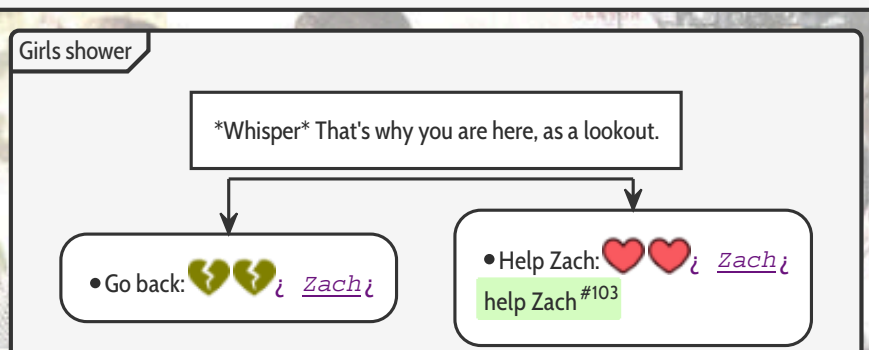 Girls shower
*Whisper* That's why you are here, as a lookout.
•Go back: ¿ Zach¿
•Help Zach: ¿ Zach¿
help Zach #103